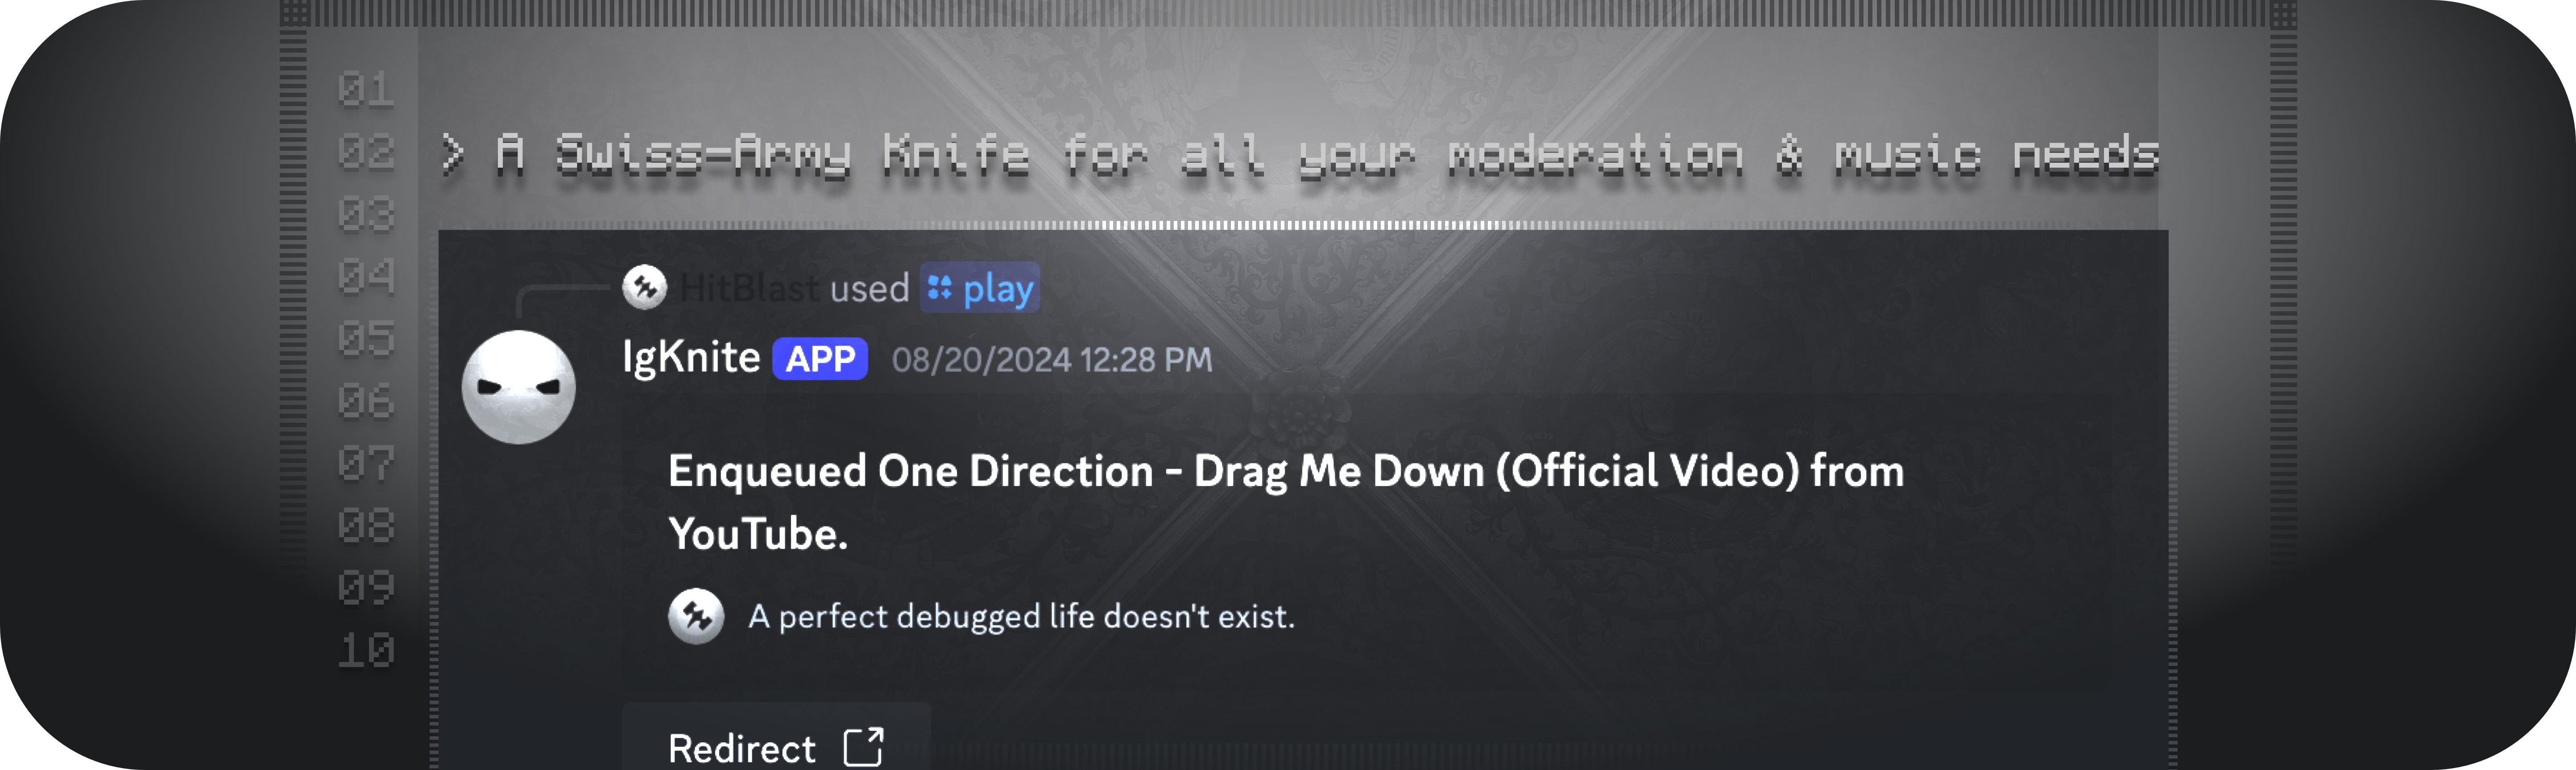 01
02
> A Swiss-Army Knife for all your moderation & music needs
03
04
HitBlast used play
05
IgKnite APP 08/20/2024 12:28 PM
06
07
Enqueued One Direction - Drag Me Down (Official Video) from
08
YouTube.
09
A perfect debugged life doesn't exist.
10
Redirect